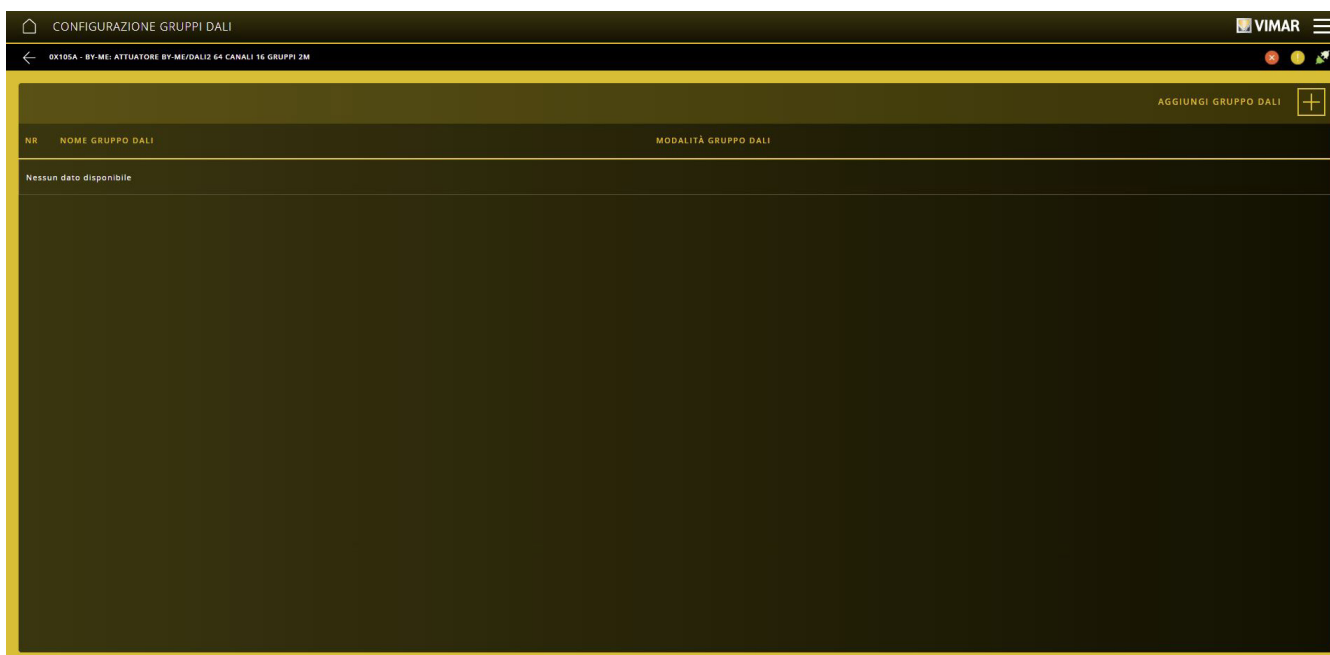 CONFIGURAZIONE GRUPPI DALI
VIMAR
0X105A - BY-ME: ATTUATORE BY-ME/DALI2 64 CANALI 16 GRUPPI 2M
AGGIUNGI GRUPPO DALI
NR NOME GRUPPO DALI MODALITÀ GRUPPO DALI
Nessun dato disponibile